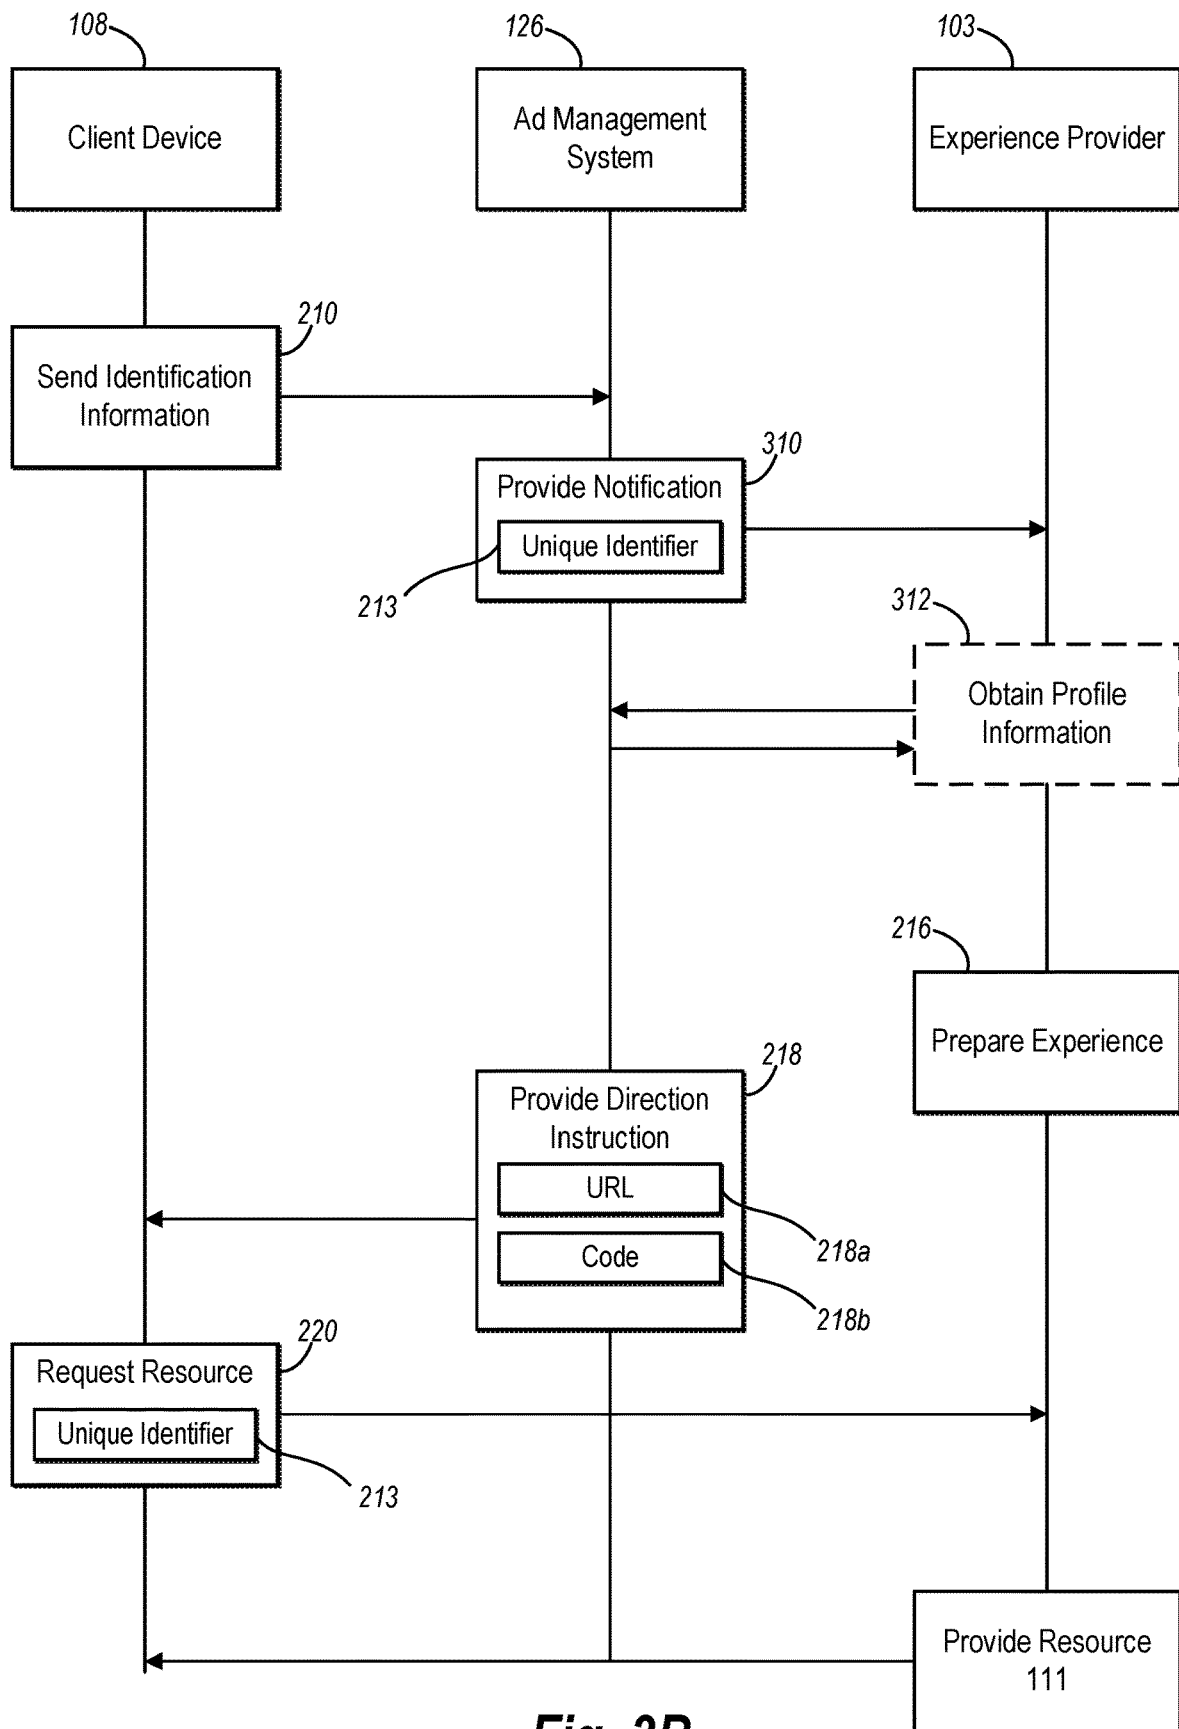 108
126
103
Client Device
Ad Management
System
Experience Provider
210
Send Identification
Information
310
Provide Notification
Unique Identifier
213
312
Obtain Profile
Information
216
Prepare Experience
218
Provide Direction
Instruction
URL
218a
Code
218b
220
Request Resource
Unique Identifier
213
Provide Resource
111